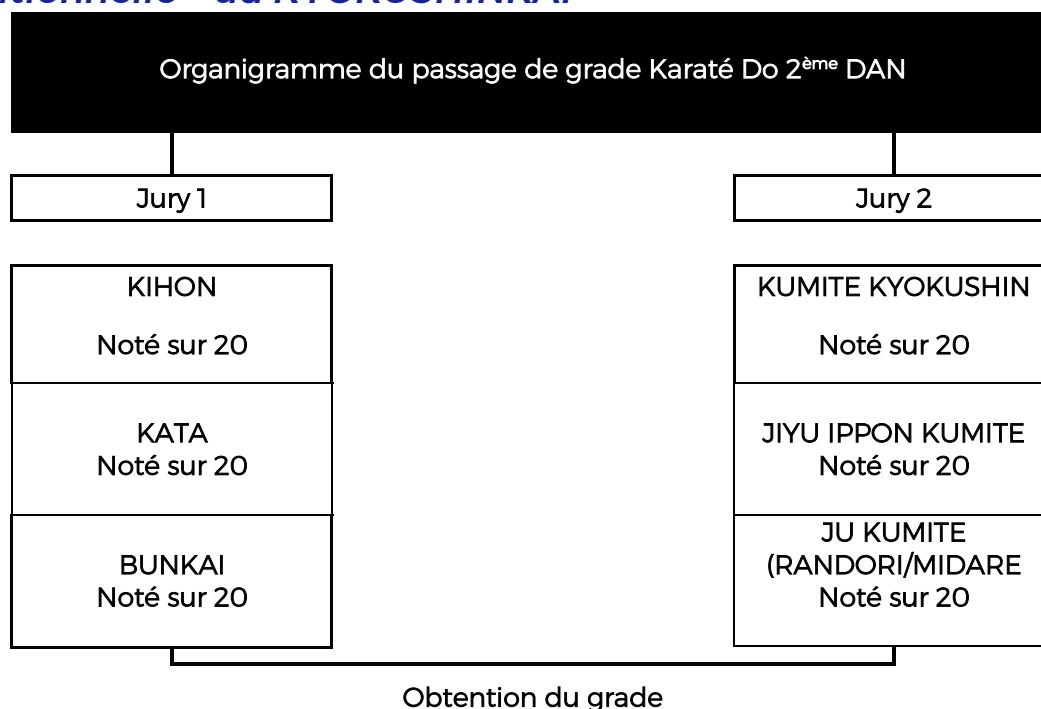 Organigramme du passage de grade Karaté Do 2ème DAN
Jury 1
KIHON
Noté sur 20
KATA
Noté sur 20
BUNKAI
Noté sur 20
Jury 2
KUMITE KYOKUSHIN
Noté sur 20
JIYU IPPON KUMITE
Noté sur 20
JU KUMITE
(RANDORI/MIDARE
Noté sur 20
Obtention du grade